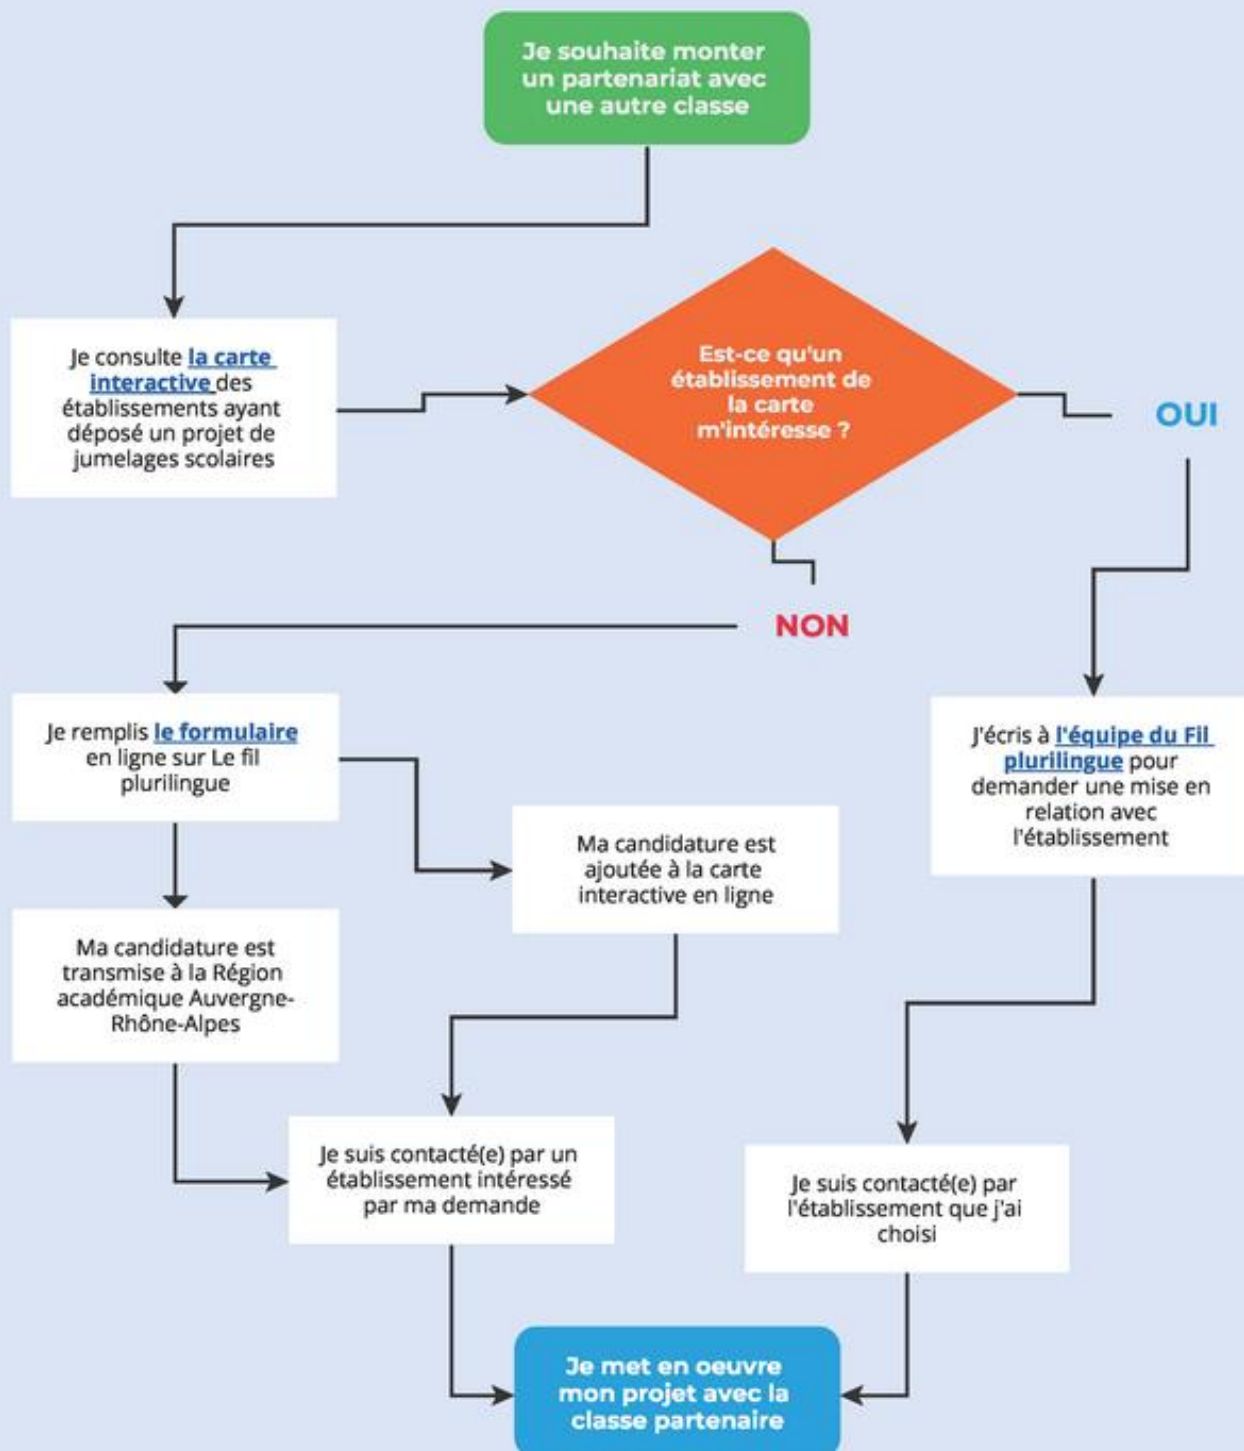 Je souhaite monter
un partenariat avec
une autre classe
Je consulte la carte
interactive des
établissements ayant
déposé un projet de
jumelages scolaires
Est-ce qu'un
établissement de
la carte
m'intéresse ?
OUI
NON
Je remplis le formulaire
en ligne sur Le fil
plurilingue
J'écris à l'équipe du Fil
plurilingue pour
demander une mise en
relation avec
l'établissement
Ma candidature est
ajoutée à la carte
interactive en ligne
Ma candidature est
transmise à la Région
académique Auvergne-
Rhône-Alpes
Je suis contacté(e) par un
établissement intéressé
par ma demande
Je suis contacté(e) par
l'établissement que j'ai
choisi
Je met en oeuvre
mon projet avec la
classe partenaire